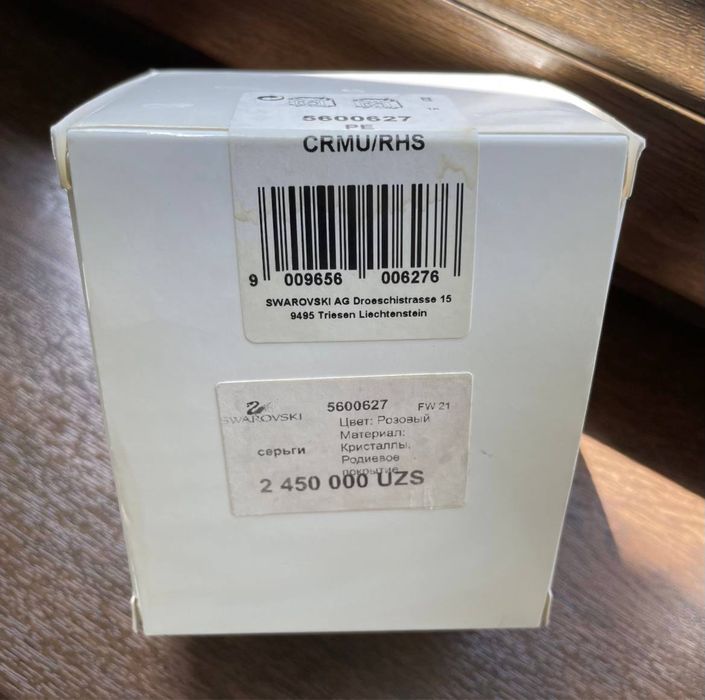 5600627
PE
CRMU/RHS
9 009656 006276
SWAROVSKI AG Droeschistrasse 15
9495 Triesen Liechtenstein
SWAROVSKI
5600627 FW 21
Цвет: Розовый
Материал:
серьги Кристаллы,
Родиевое
покрытие
2 450 000 UZS